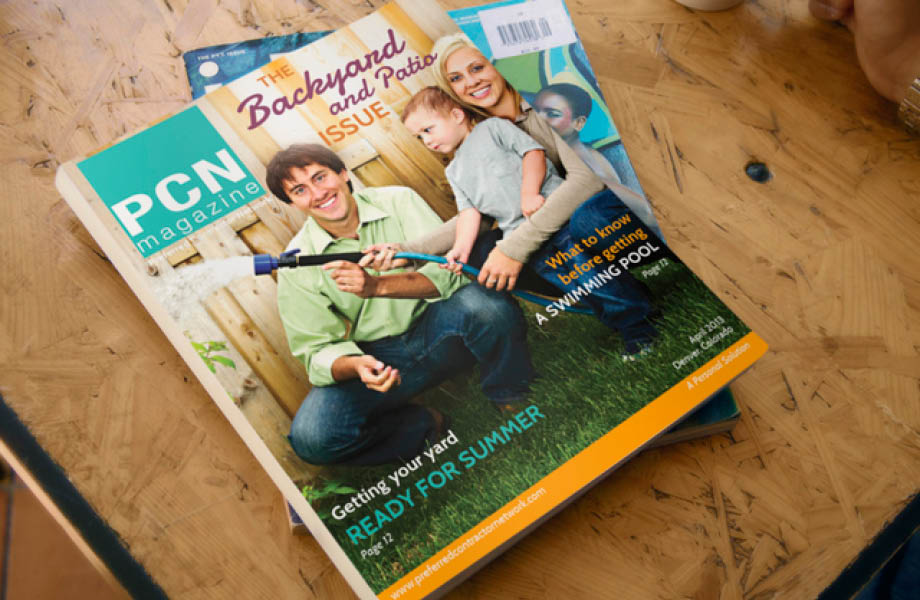 THE
Backyard
and Patio
ISSUE
PCN
magazine
What to know
before getting
A SWIMMING POOL
Page 12
April 2013
Denver, Colorado
A Personal Solution
Getting your yard
READY FOR SUMMER
Page 12
www.preferredcontractornetwork.com